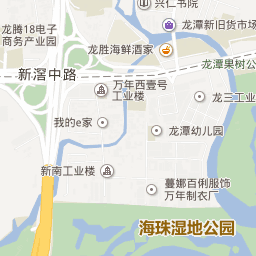 兴仁书院
龙腾18电子
商务产业园
龙潭新旧货市场
龙胜海鲜酒家
龙潭果树公
新滘中路
万年西壹号
工业楼
龙三工业
我的e家
龙潭幼儿园
新南工业楼
蔓娜百俐服饰
万年制衣厂
海珠湿地公园